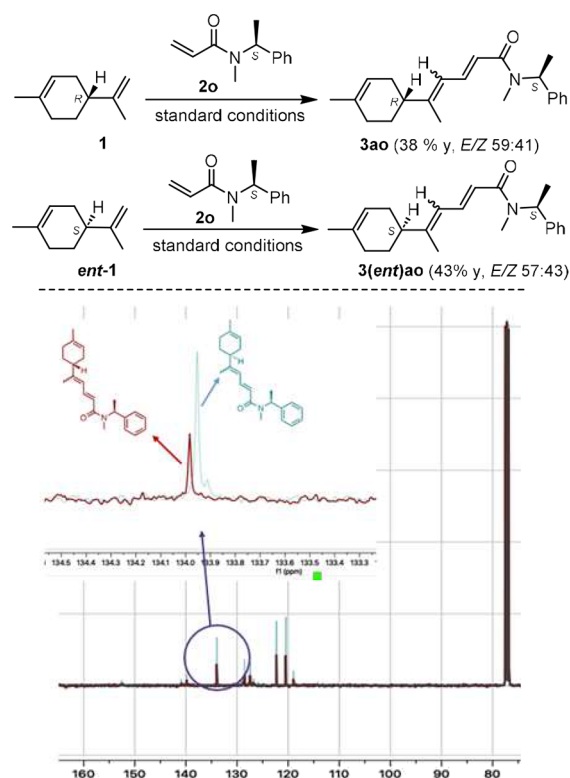 O
S
N
Ph
2o
standard conditions
H
R
1
H
R
O
N
S
Ph
3ao (38 % y, E/Z 59:41)
O
S
N
Ph
2o
standard conditions
H
S
ent-1
H
S
O
N
S
Ph
3(ent)ao (43% y, E/Z 57:43)
H
O
N
H
O
N
134.5 134.4 134.3 134.2 134.1 134.0 133.9 133.8 133.7 133.6 133.5 133.4 133.3
f1 (ppm)
160 150 140 130 120 110 100 90 80